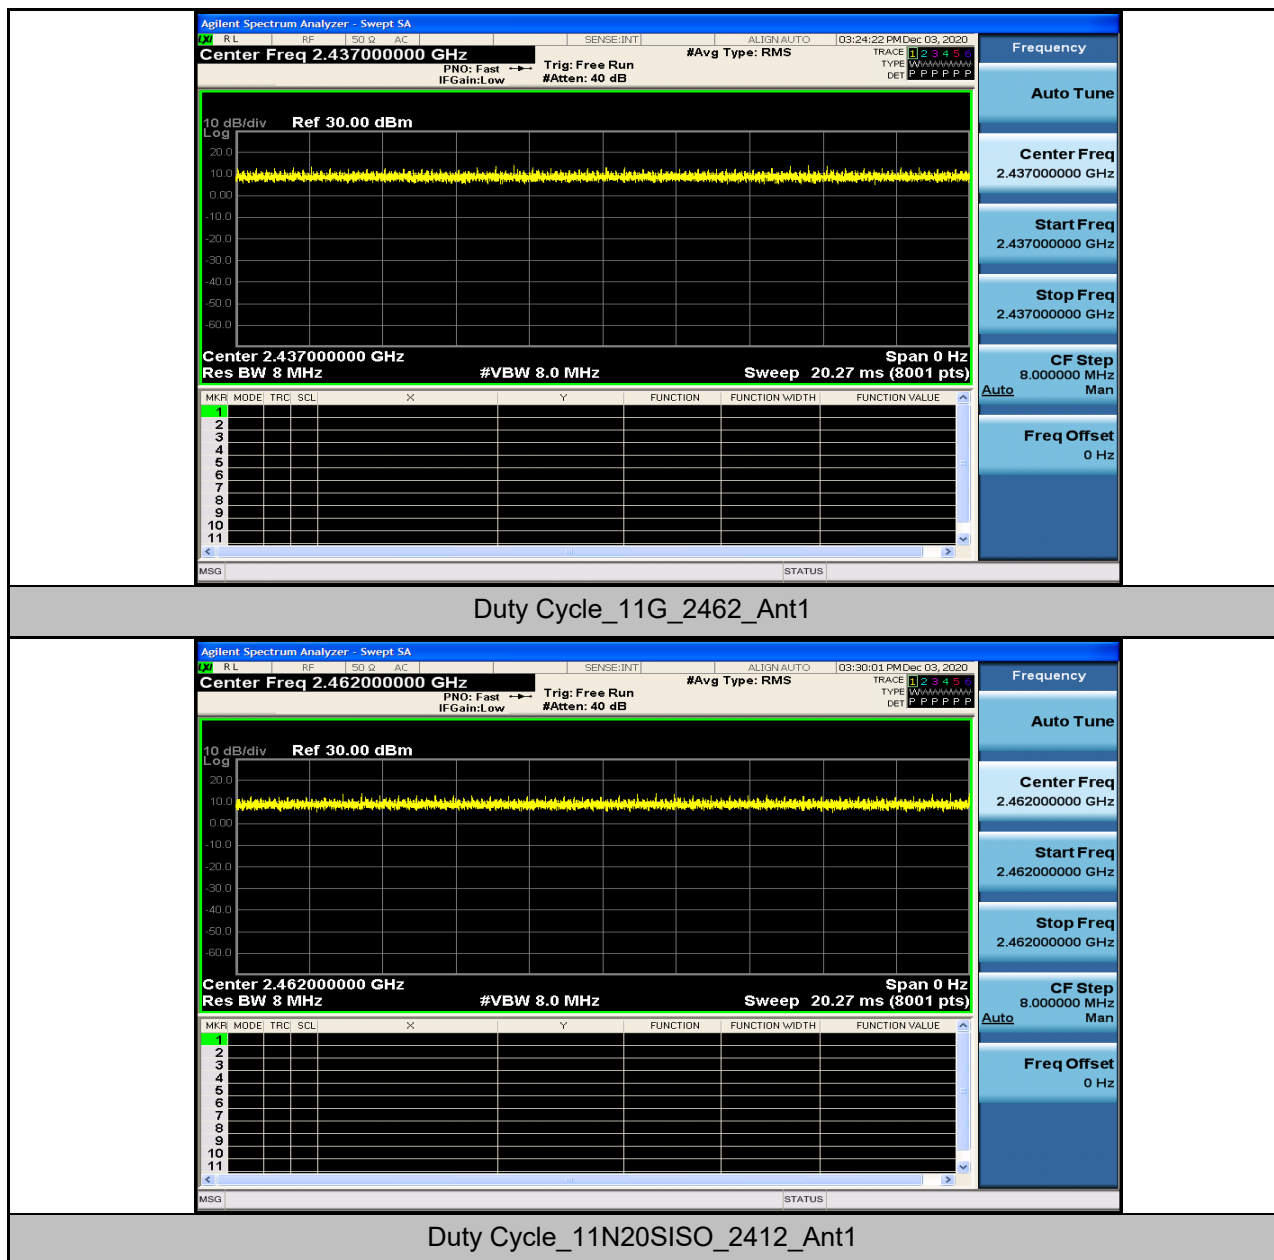 Agilent Spectrum Analyzer - Swept SA
LXI RL RF 50 Ω AC SENSE:INT ALIGN AUTO 03:24:22 PM Dec 03, 2020
Center Freq 2.437000000 GHz #Avg Type: RMS TRACE 1 2 3 4 5 6
PNO: Fast Trig: Free Run TYPE
IFGain:Low #Atten: 40 dB DET P P P P P P
10 dB/div Ref 30.00 dBm
Log
20.0
10.0
0.00
-10.0
-20.0
-30.0
-40.0
-50.0
-60.0
Center 2.437000000 GHz Span 0 Hz
Res BW 8 MHz #VBW 8.0 MHz Sweep 20.27 ms (8001 pts)
MKR MODE TRC SCL X Y FUNCTION FUNCTION WIDTH FUNCTION VALUE
1
2
3
4
5
6
7
8
9
10
11
MSG STATUS
Frequency
Auto Tune
Center Freq
2.437000000 GHz
Start Freq
2.437000000 GHz
Stop Freq
2.437000000 GHz
CF Step
8.000000 MHz
Auto Man
Freq Offset
0 Hz
Duty Cycle_11G_2462_Ant1
Agilent Spectrum Analyzer - Swept SA
LXI RL RF 50 Ω AC SENSE:INT ALIGN AUTO 03:30:01 PM Dec 03, 2020
Center Freq 2.462000000 GHz #Avg Type: RMS TRACE 1 2 3 4 5 6
PNO: Fast Trig: Free Run TYPE
IFGain:Low #Atten: 40 dB DET P P P P P P
10 dB/div Ref 30.00 dBm
Log
20.0
10.0
0.00
-10.0
-20.0
-30.0
-40.0
-50.0
-60.0
Center 2.462000000 GHz Span 0 Hz
Res BW 8 MHz #VBW 8.0 MHz Sweep 20.27 ms (8001 pts)
MKR MODE TRC SCL X Y FUNCTION FUNCTION WIDTH FUNCTION VALUE
1
2
3
4
5
6
7
8
9
10
11
MSG STATUS
Frequency
Auto Tune
Center Freq
2.462000000 GHz
Start Freq
2.462000000 GHz
Stop Freq
2.462000000 GHz
CF Step
8.000000 MHz
Auto Man
Freq Offset
0 Hz
Duty Cycle_11N20SISO_2412_Ant1